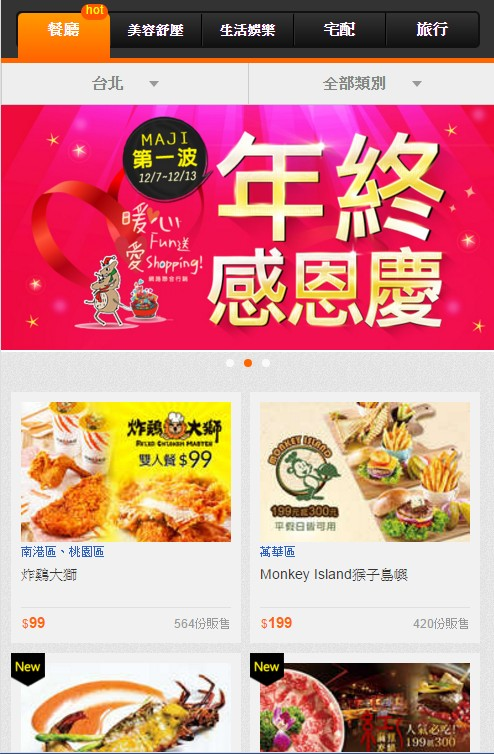 hot
餐廳 美容舒壓 生活娛樂 宅配 旅行
台北 全部類別
MAJI
第一波
12/7-12/13
年終
感恩慶
暖心
Fun送
愛Shopping!
炸鷄大獅
FRIED CHICKEN MASTER
雙人餐$99
MONKEY ISLAND
199元抵300元
平假日皆可用
南港區、桃園區
炸鷄大獅
$99 564份販售
萬華區
Monkey Island猴子島嶼
$199 420份販售
New
New
人氣必吃!
199抵300